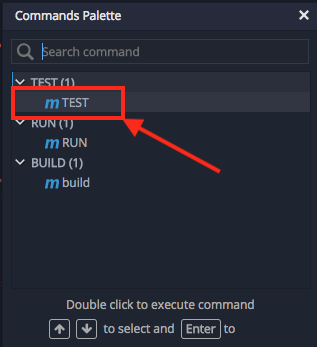 Commands Palette
Search command
TEST (1)
m TEST
RUN (1)
m RUN
BUILD (1)
m build
Double click to execute command
to select and Enter to